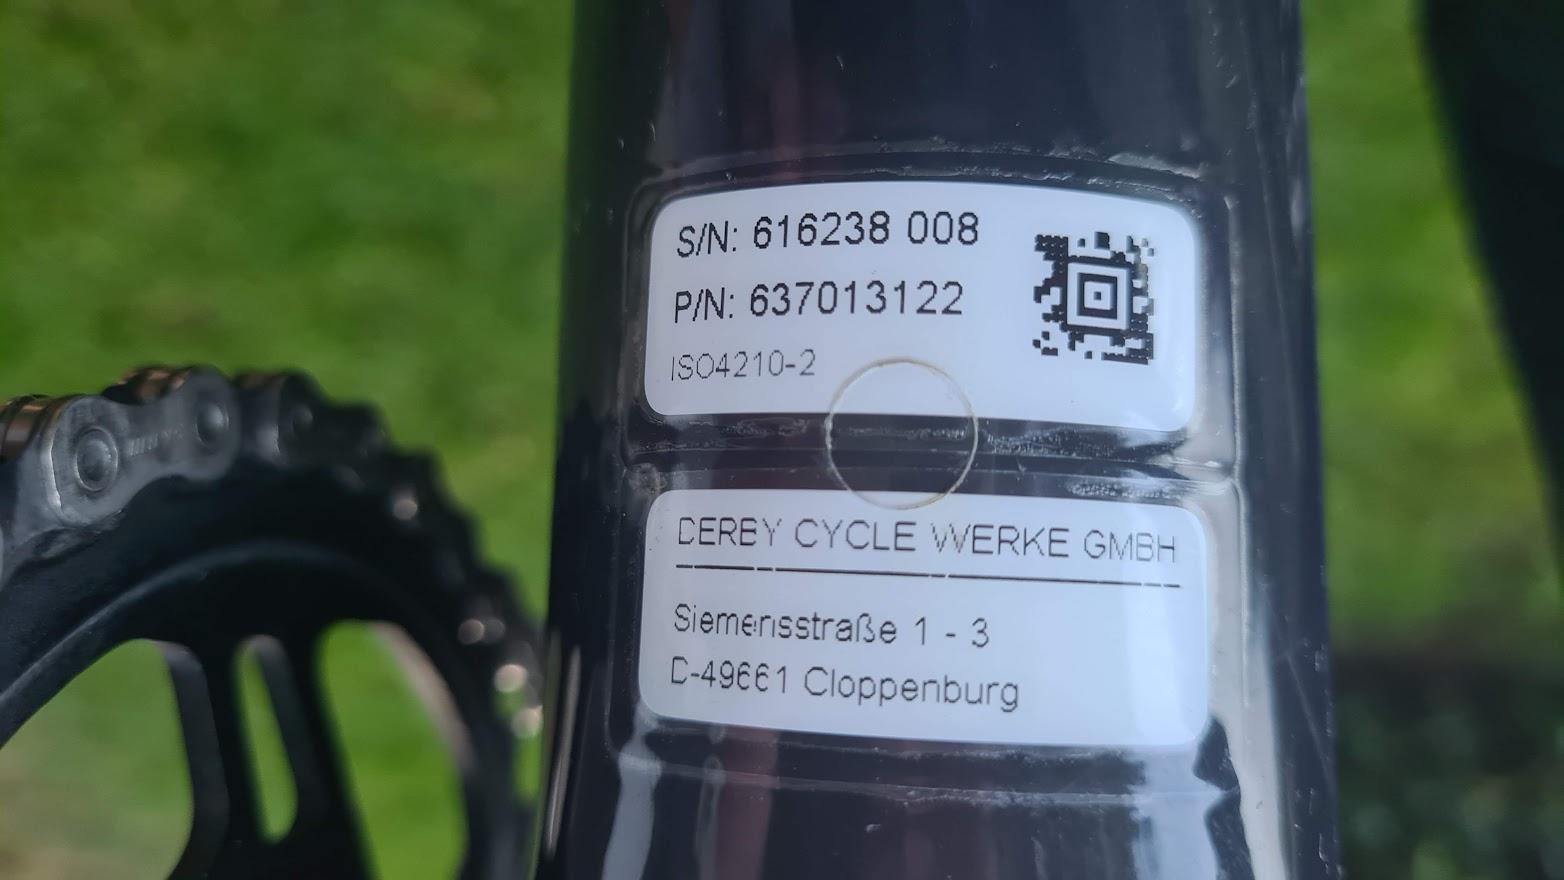 S/N: 616238 008
P/N: 637013122
ISO4210-2
DERBY CYCLE WERKE GMBH
Siemensstraße 1 - 3
D-49661 Cloppenburg